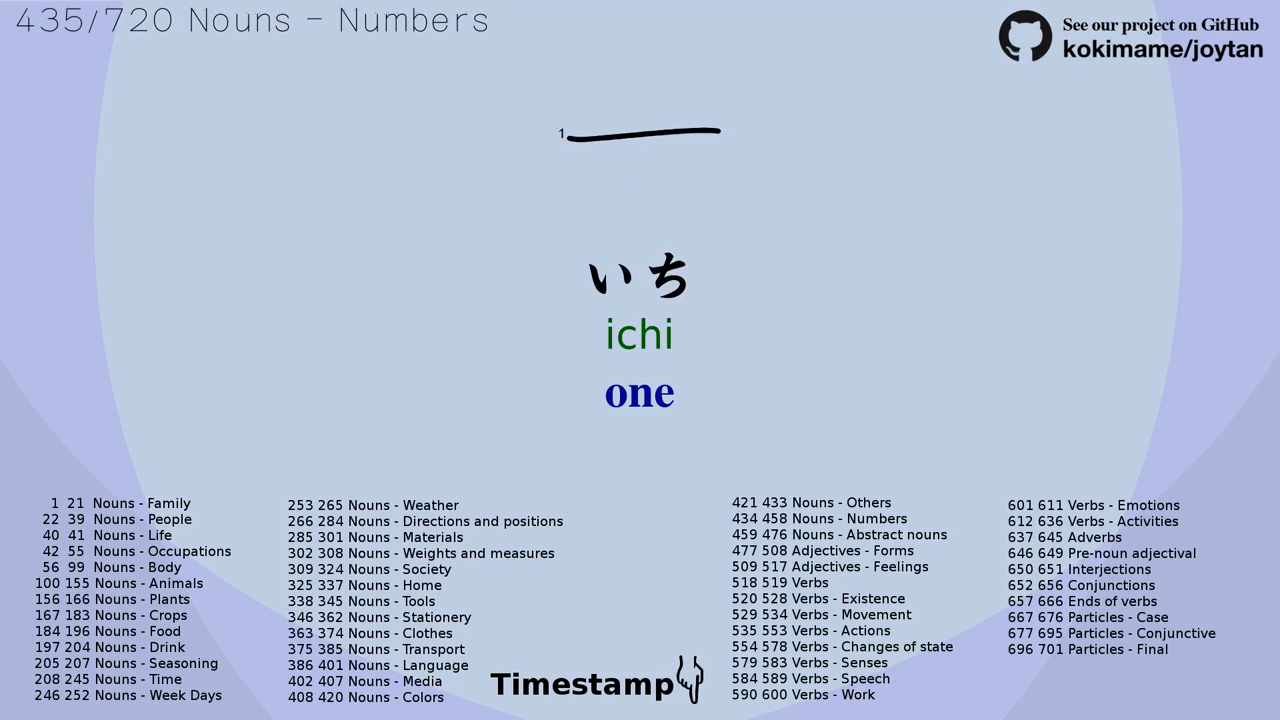 435/720 Nouns – Numbers
See our project on GitHub
kokimame/joytan
1
一
いち
ichi
one
1 21 Nouns - Family
22 39 Nouns - People
40 41 Nouns - Life
42 55 Nouns - Occupations
56 99 Nouns - Body
100 155 Nouns - Animals
156 166 Nouns - Plants
167 183 Nouns - Crops
184 196 Nouns - Food
197 204 Nouns - Drink
205 207 Nouns - Seasoning
208 245 Nouns - Time
246 252 Nouns - Week Days
253 265 Nouns - Weather
266 284 Nouns - Directions and positions
285 301 Nouns - Materials
302 308 Nouns - Weights and measures
309 324 Nouns - Society
325 337 Nouns - Home
338 345 Nouns - Tools
346 362 Nouns - Stationery
363 374 Nouns - Clothes
375 385 Nouns - Transport
386 401 Nouns - Language
402 407 Nouns - Media
408 420 Nouns - Colors
421 433 Nouns - Others
434 458 Nouns - Numbers
459 476 Nouns - Abstract nouns
477 508 Adjectives - Forms
509 517 Adjectives - Feelings
518 519 Verbs
520 528 Verbs - Existence
529 534 Verbs - Movement
535 553 Verbs - Actions
554 578 Verbs - Changes of state
579 583 Verbs - Senses
584 589 Verbs - Speech
590 600 Verbs - Work
601 611 Verbs - Emotions
612 636 Verbs - Activities
637 645 Adverbs
646 649 Pre-noun adjectival
650 651 Interjections
652 656 Conjunctions
657 666 Ends of verbs
667 676 Particles - Case
677 695 Particles - Conjunctive
696 701 Particles - Final
Timestamp